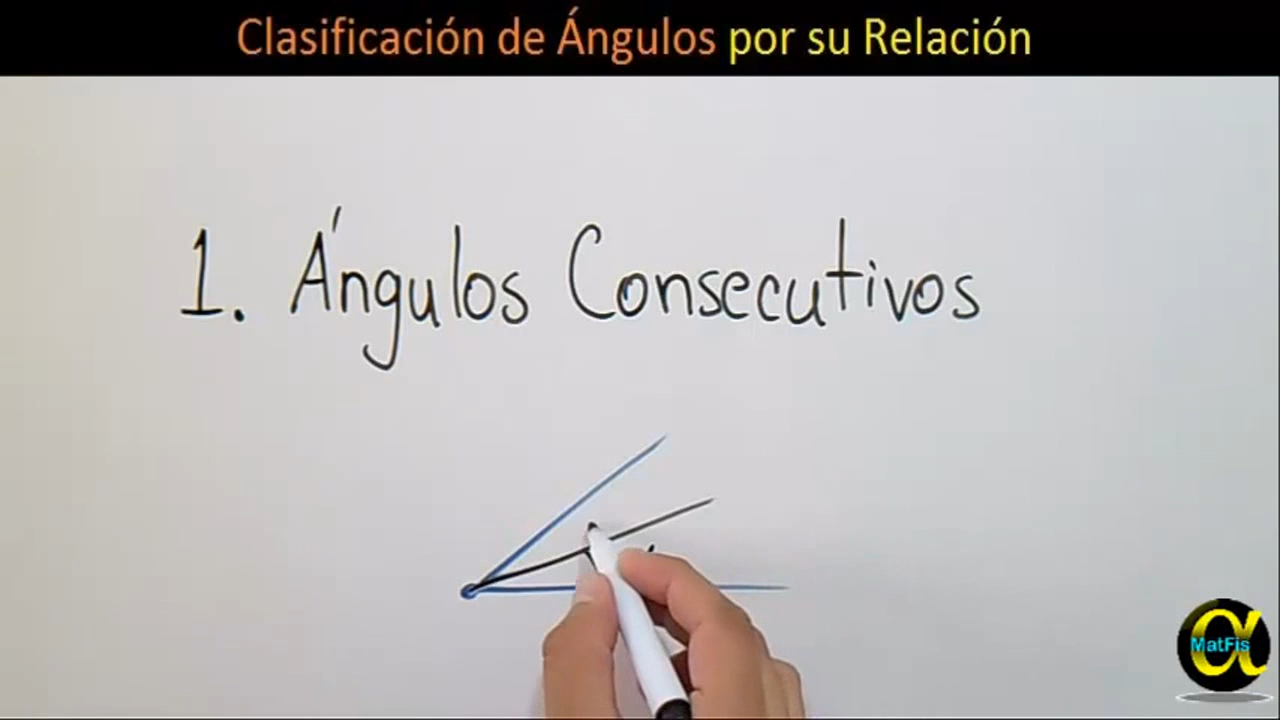 Clasificación de Ángulos por su Relación
1. Ángulos Consecutivos
MatFis